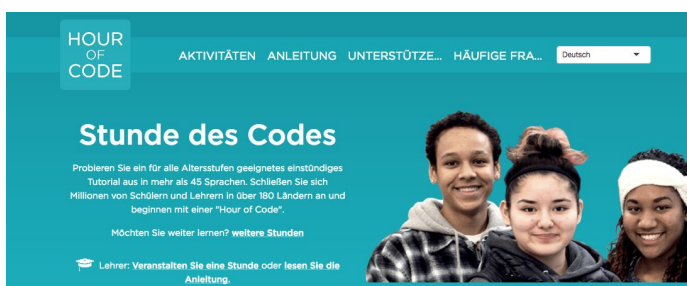 HOUR
OF
CODE
AKTIVITÄTEN ANLEITUNG UNTERSTÜTZE... HÄUFIGE FRA... Deutsch
Stunde des Codes
Probieren Sie ein für alle Altersstufen geeignetes einstündiges
Tutorial aus in mehr als 45 Sprachen. Schließen Sie sich
Millionen von Schülern und Lehrern in über 180 Ländern an und
beginnen mit einer "Hour of Code".
Möchten Sie weiter lernen? weitere Stunden
Lehrer: Veranstalten Sie eine Stunde oder lesen Sie die
Anleitung.